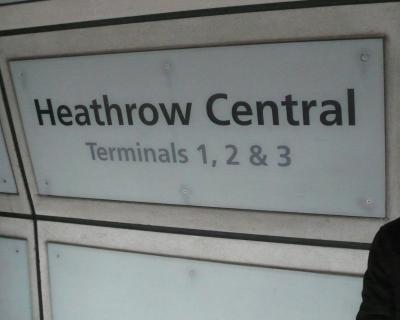 Heathrow Central
Terminals 1, 2 & 3